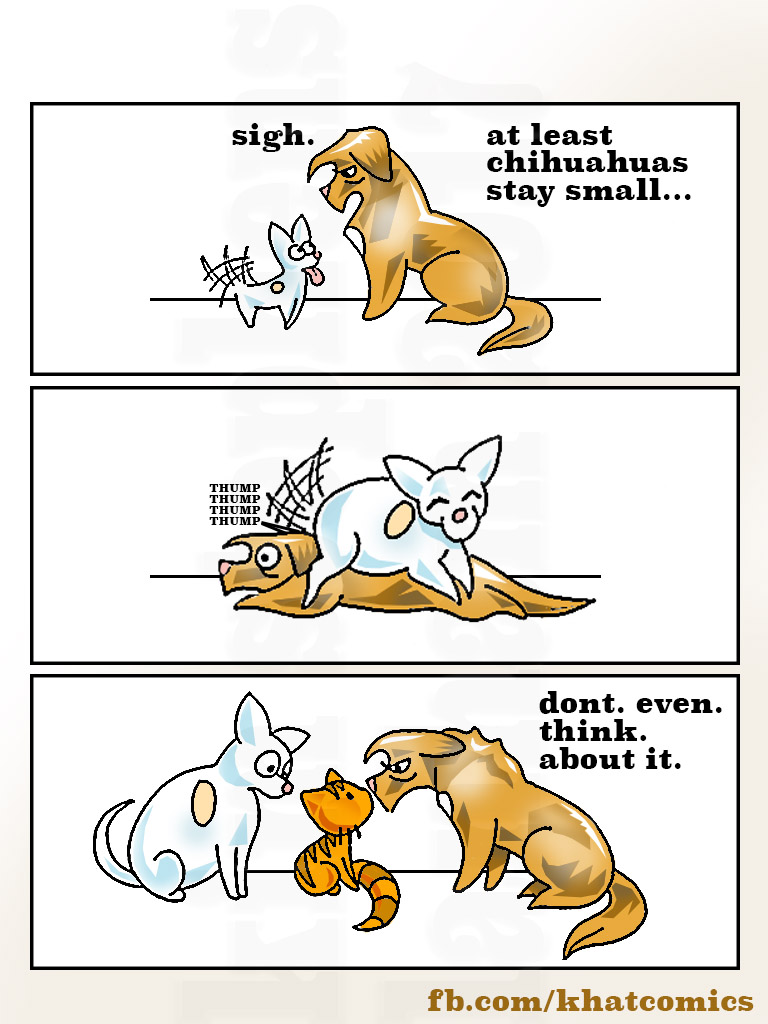 sigh.
at least
chihuahuas
stay small...
THUMP
THUMP
THUMP
THUMP
dont. even.
think.
about it.
fb.com/khatcomics